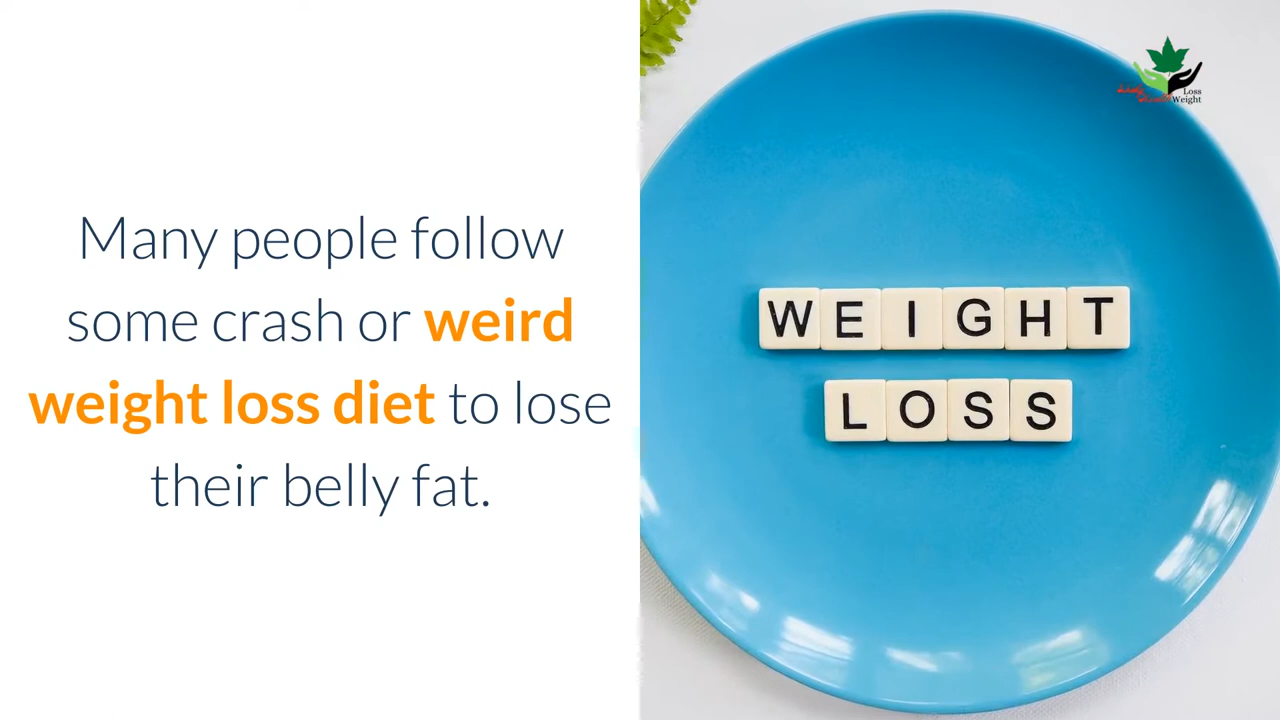 Many people follow
some crash or weird
weight loss diet to lose
their belly fat.
WEIGHT
LOSS
Loss
Weight